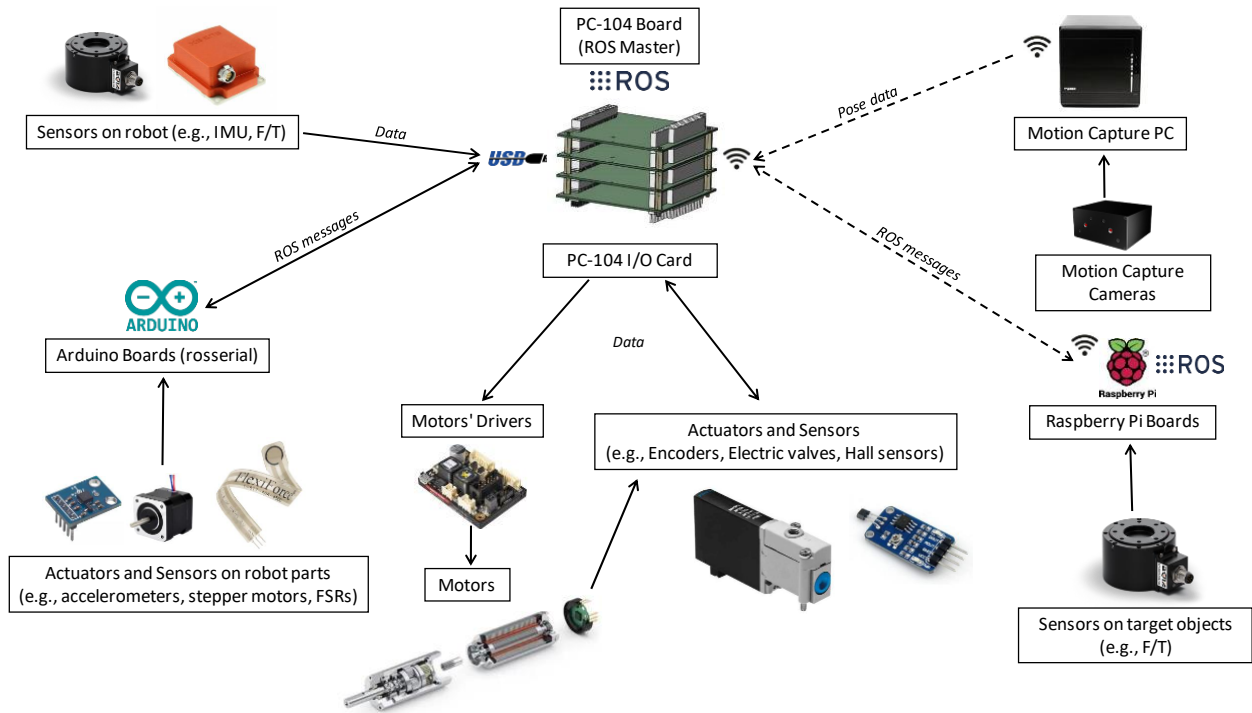 PC-104 Board
(ROS Master)
ROS
Sensors on robot (e.g., IMU, F/T)
Data
USB
Pose data
Motion Capture PC
ROS messages
ROS messages
PC-104 I/O Card
Motion Capture
Cameras
ARDUINO
Arduino Boards (rosserial)
Data
ROS
Raspberry Pi
Motors' Drivers
Actuators and Sensors
(e.g., Encoders, Electric valves, Hall sensors)
Raspberry Pi Boards
FlexiForce
Actuators and Sensors on robot parts
(e.g., accelerometers, stepper motors, FSRs)
Motors
Sensors on target objects
(e.g., F/T)